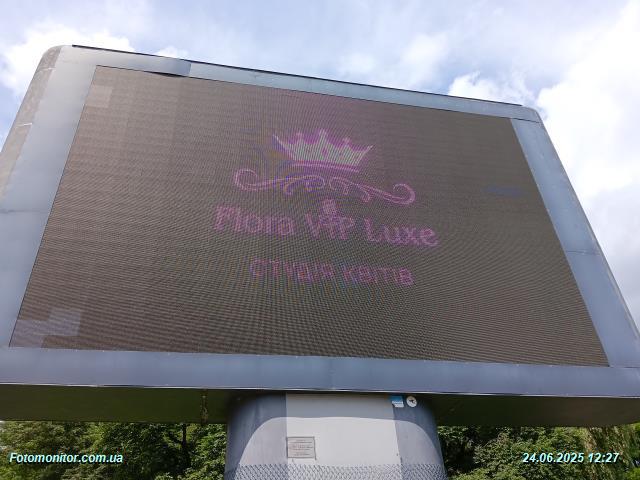 Flora VIP Luxe
СТУДІЯ КВІТІВ
Fotomonitor.com.ua
24.06.2025 12:27